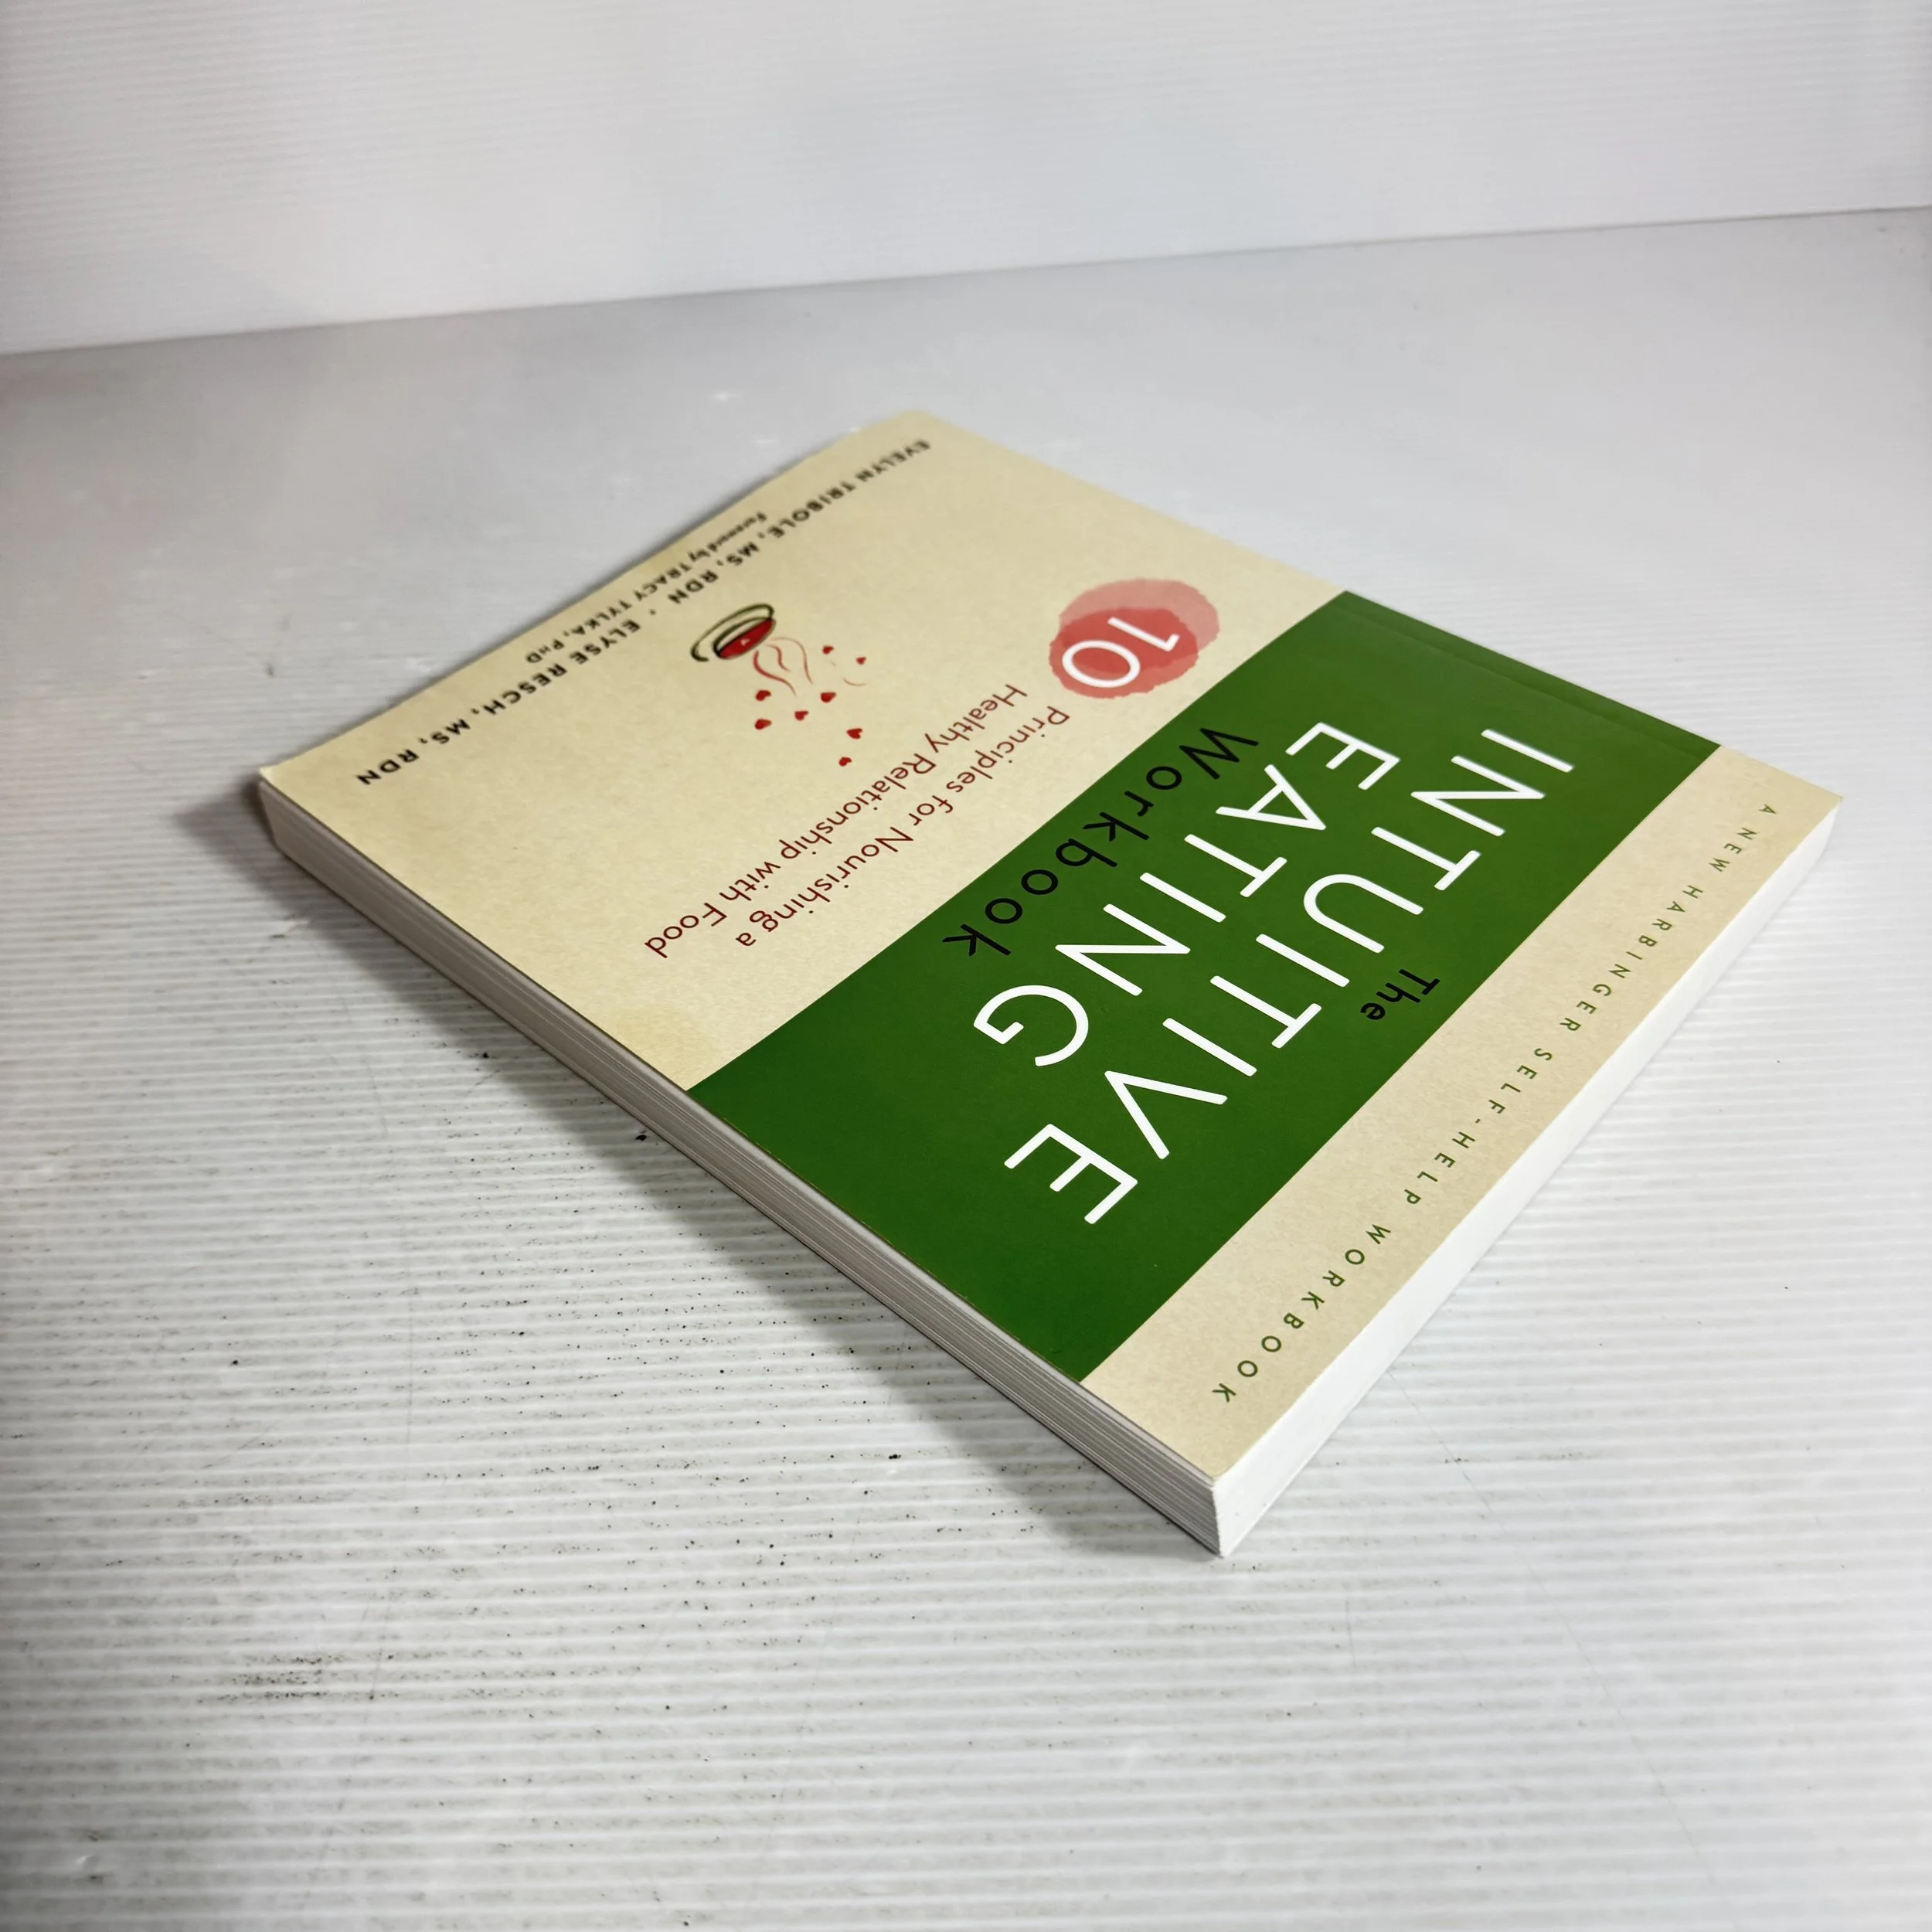 A NEW HARBINGER SELF-HELP WORKBOOK
The
INTUITIVE
EATING
Workbook
10
Principles for Nourishing a
Healthy Relationship with Food
EVELYN TRIBOLE, MS, RDN • ELYSE RESCH, MS, RDN
Foreword by TRACY TYLKA, PHD